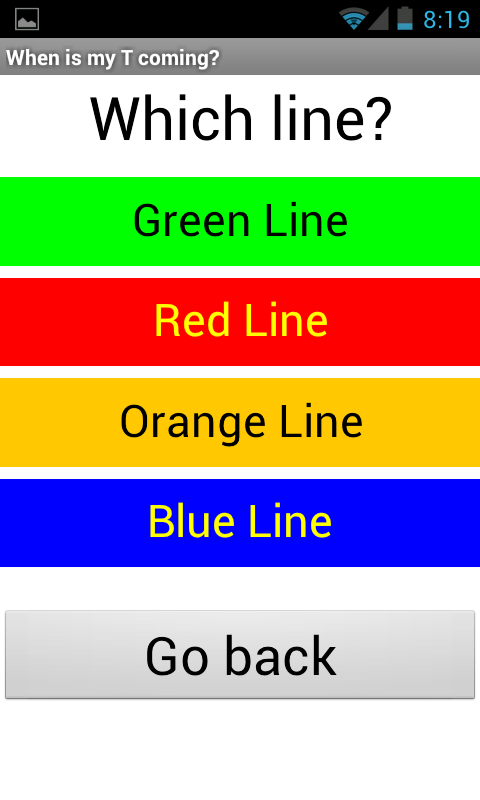 8:19
When is my T coming?
Which line?
Green Line
Red Line
Orange Line
Blue Line
Go back